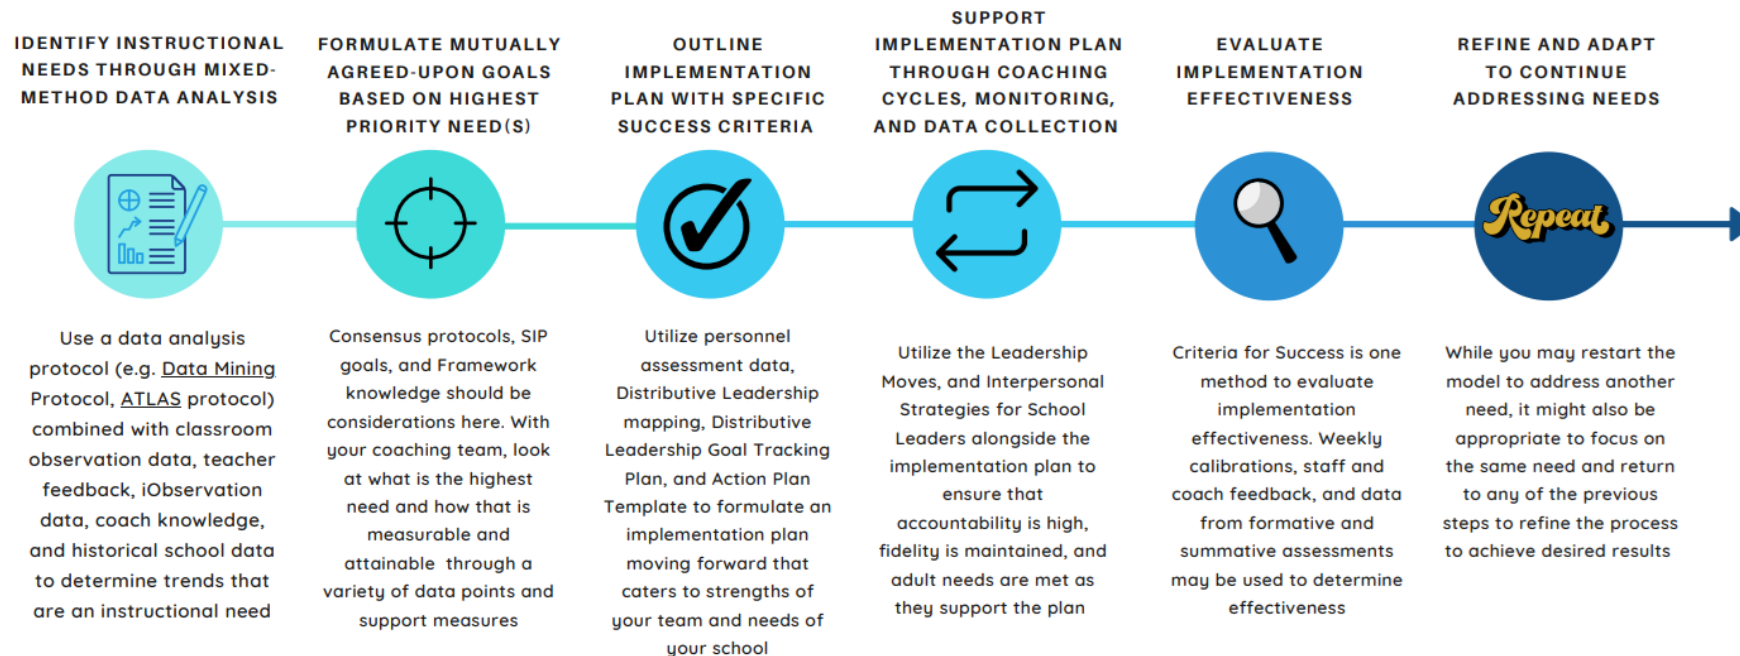 IDENTIFY INSTRUCTIONAL
NEEDS THROUGH MIXED-
METHOD DATA ANALYSIS
Use a data analysis
protocol (e.g. Data Mining
Protocol, ATLAS protocol)
combined with classroom
observation data, teacher
feedback, iObservation
data, coach knowledge,
and historical school data
to determine trends that
are an instructional need
FORMULATE MUTUALLY
AGREED-UPON GOALS
BASED ON HIGHEST
PRIORITY NEED(S)
Consensus protocols, SIP
goals, and Framework
knowledge should be
considerations here. With
your coaching team, look
at what is the highest
need and how that is
measurable and
attainable through a
variety of data points and
support measures
OUTLINE
IMPLEMENTATION
PLAN WITH SPECIFIC
SUCCESS CRITERIA
Utilize personnel
assessment data,
Distributive Leadership
mapping, Distributive
Leadership Goal Tracking
Plan, and Action Plan
Template to formulate an
implementation plan
moving forward that
caters to strengths of
your team and needs of
your school
SUPPORT
IMPLEMENTATION PLAN
THROUGH COACHING
CYCLES, MONITORING,
AND DATA COLLECTION
Utilize the Leadership
Moves, and Interpersonal
Strategies for School
Leaders alongside the
implementation plan to
ensure that
accountability is high,
fidelity is maintained, and
adult needs are met as
they support the plan
EVALUATE
IMPLEMENTATION
EFFECTIVENESS
Criteria for Success is one
method to evaluate
implementation
effectiveness. Weekly
calibrations, staff and
coach feedback, and data
from formative and
summative assessments
may be used to determine
effectiveness
REFINE AND ADAPT
TO CONTINUE
ADDRESSING NEEDS
Repeat
While you may restart the
model to address another
need, it might also be
appropriate to focus on
the same need and return
to any of the previous
steps to refine the process
to achieve desired results